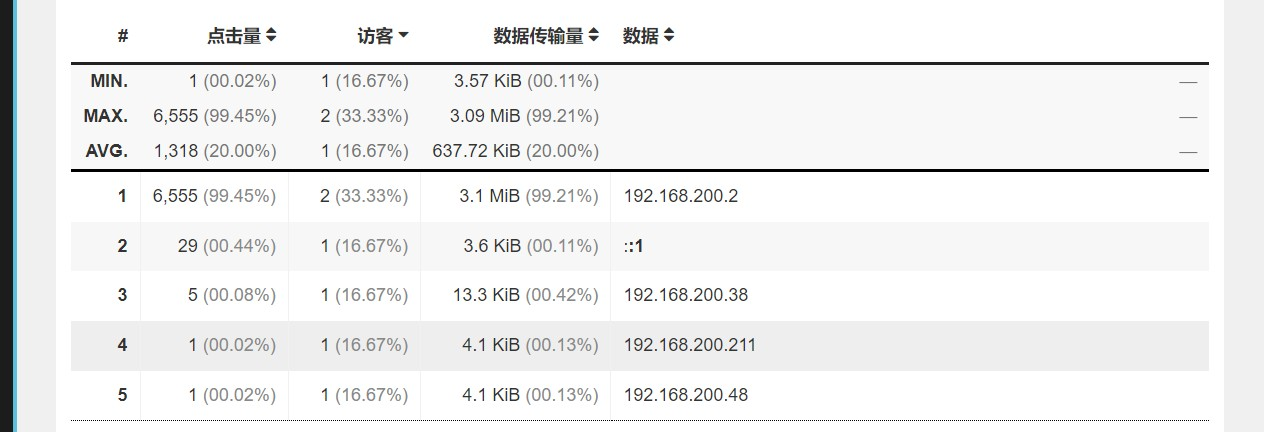 # 点击量 访客 数据传输量 数据
MIN. 1 (00.02%) 1 (16.67%) 3.57 KiB (00.11%) —
MAX. 6,555 (99.45%) 2 (33.33%) 3.09 MiB (99.21%) —
AVG. 1,318 (20.00%) 1 (16.67%) 637.72 KiB (20.00%) —
1 6,555 (99.45%) 2 (33.33%) 3.1 MiB (99.21%) 192.168.200.2
2 29 (00.44%) 1 (16.67%) 3.6 KiB (00.11%) ::1
3 5 (00.08%) 1 (16.67%) 13.3 KiB (00.42%) 192.168.200.38
4 1 (00.02%) 1 (16.67%) 4.1 KiB (00.13%) 192.168.200.211
5 1 (00.02%) 1 (16.67%) 4.1 KiB (00.13%) 192.168.200.48